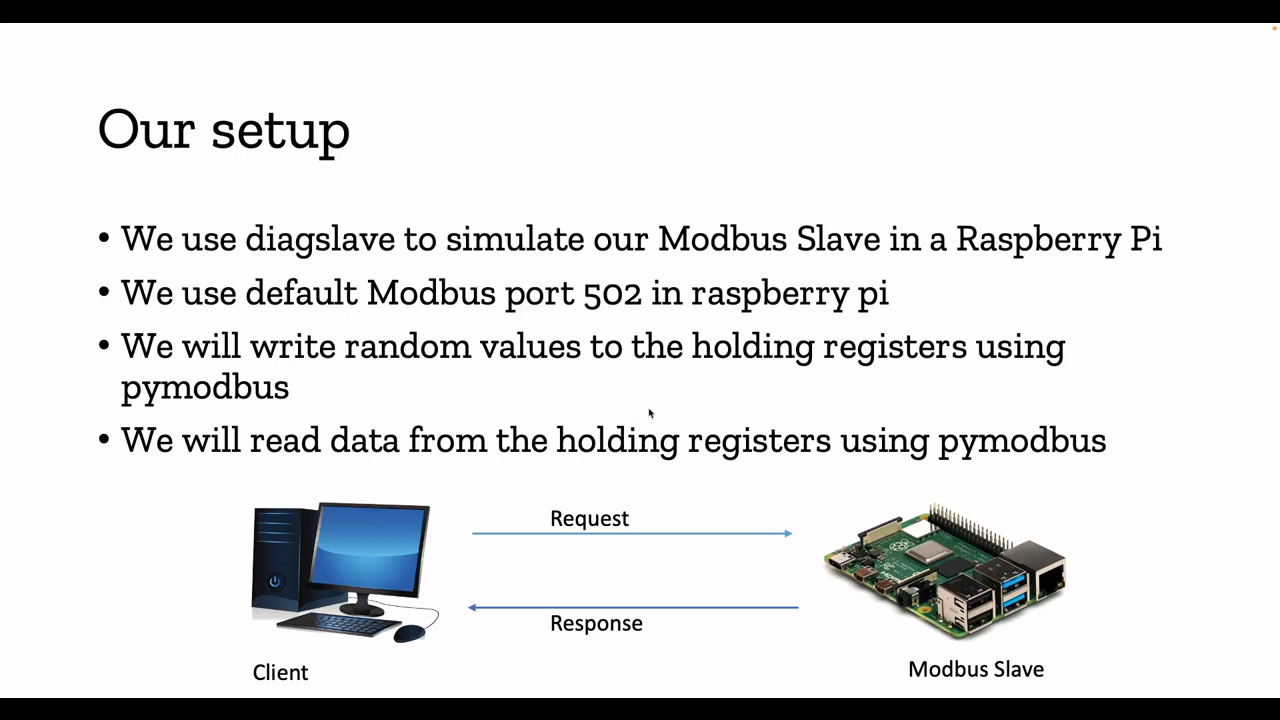 Our setup
• We use diagslave to simulate our Modbus Slave in a Raspberry Pi
• We use default Modbus port 502 in raspberry pi
• We will write random values to the holding registers using
pymodbus
• We will read data from the holding registers using pymodbus
Request
Response
Client
Modbus Slave